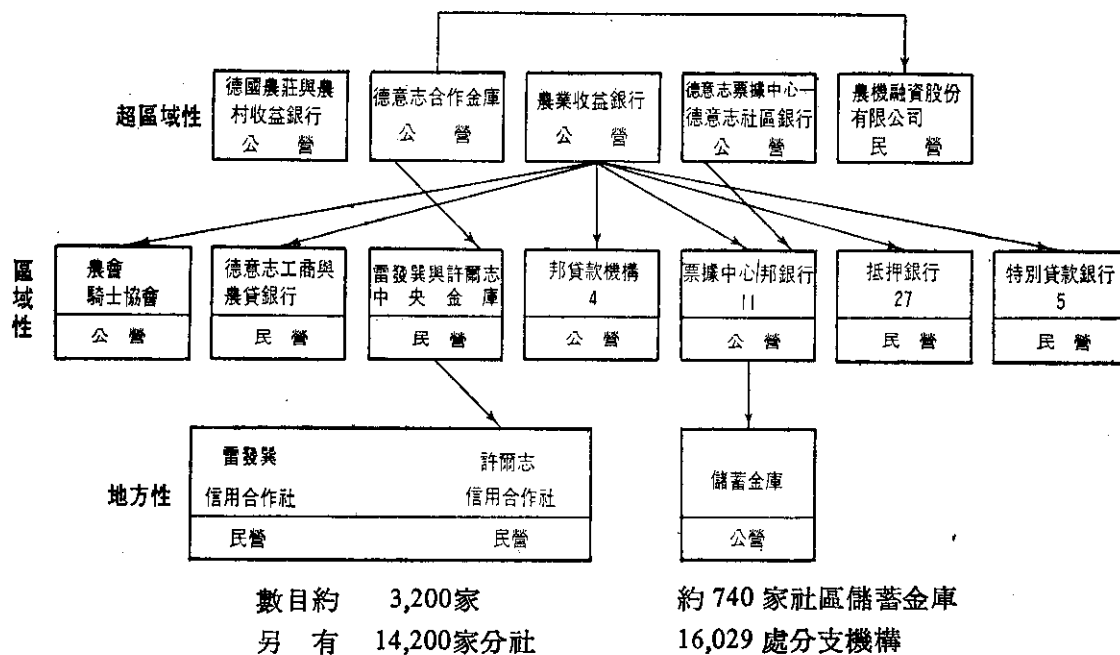 超區域性
德國農莊與農
村收益銀行
公 營
德意志合作金庫
公 營
農業收益銀行
公 營
德意志票據中心—
德意志社區銀行
公 營
農機融資股份
有限公司
民 營
區域性
農會
騎士協會
公 營
德意志工商與
農貸銀行
民 營
雷發巽與許爾志
中央金庫
民 營
邦貸款機構
4
公 營
票據中心/邦銀行
11
公 營
抵押銀行
27
民 營
特別貸款銀行
5
民 營
地方性
雷發巽 許爾志
信用合作社 信用合作社
民營 民營
儲蓄金庫
公營
數目約 3,200家
另 有 14,200家分社
約 740 家社區儲蓄金庫
16,029 處分支機構